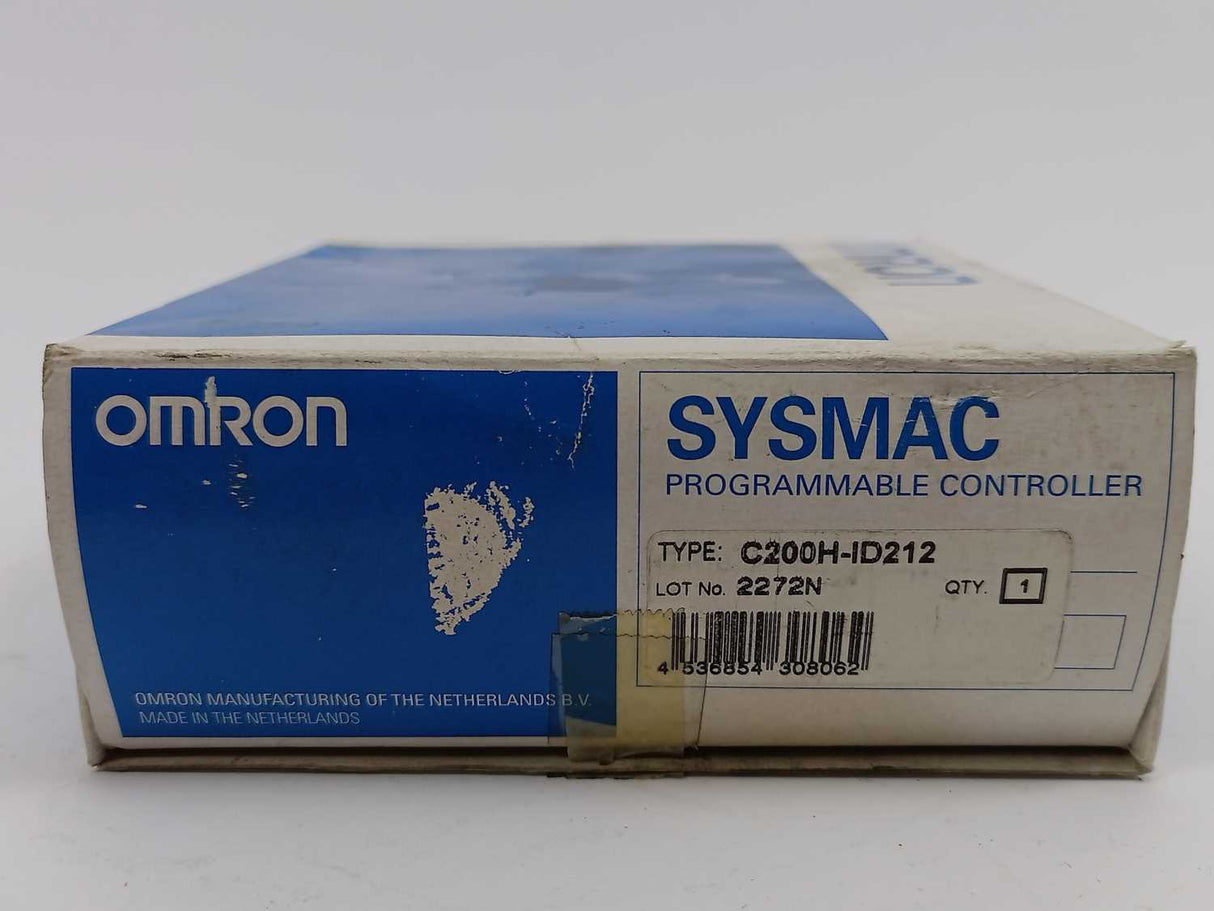 OMRON
SYSMAC
PROGRAMMABLE CONTROLLER
TYPE: C200H-ID212
LOT No. 2272N QTY. 1
4 536854 308062
OMRON MANUFACTURING OF THE NETHERLANDS B.V.
MADE IN THE NETHERLANDS